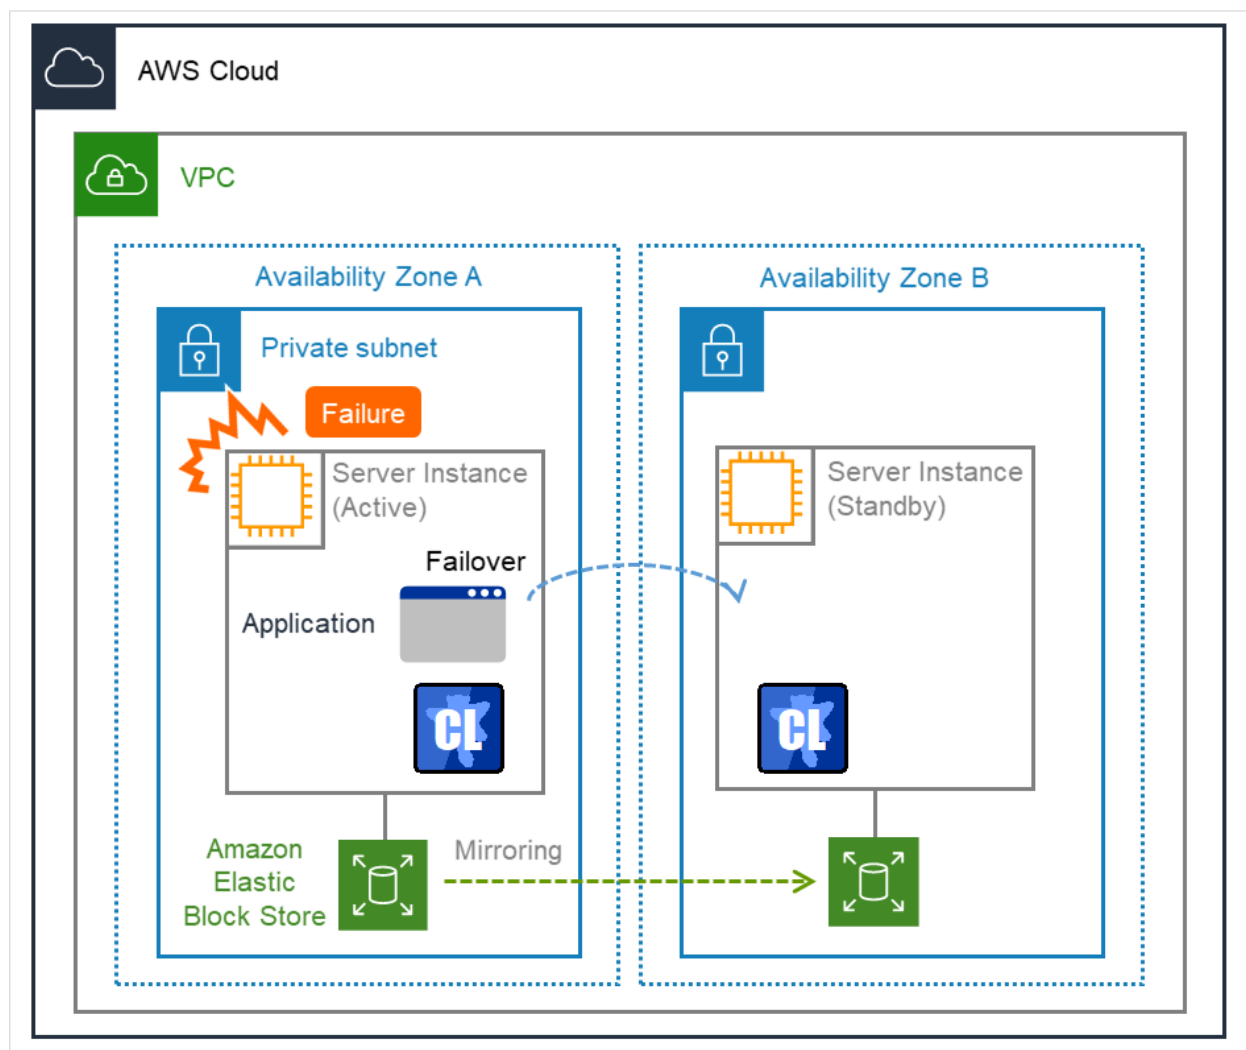 AWS Cloud
VPC
Availability Zone A
Private subnet
Failure
Server Instance
(Active)
Failover
Application
CL
Amazon
Elastic
Block Store
Mirroring
Availability Zone B
Server Instance
(Standby)
CL